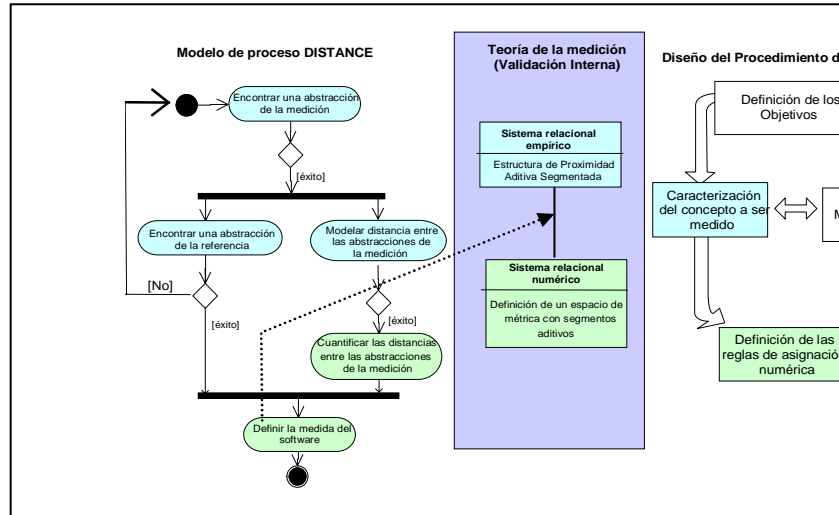 Modelo de proceso DISTANCE
Encontrar una abstracción
de la medición
[éxito]
Encontrar una abstracción
de la referencia
Modelar distancia entre
las abstracciones de
la medición
[No]
[éxito]
[éxito]
Cuantificar las distancias
entre las abstracciones
de la medición
Definir la medida del
software
Teoría de la medición
(Validación Interna)
Sistema relacional
empírico
Estructura de Proximidad
Aditiva Segmentada
Sistema relacional
numérico
Definición de un espacio de
métrica con segmentos
aditivos
Diseño del Procedimiento d
Definición de los
Objetivos
Caracterización
del concepto a ser
medido
M
Definición de las
reglas de asignació
numérica